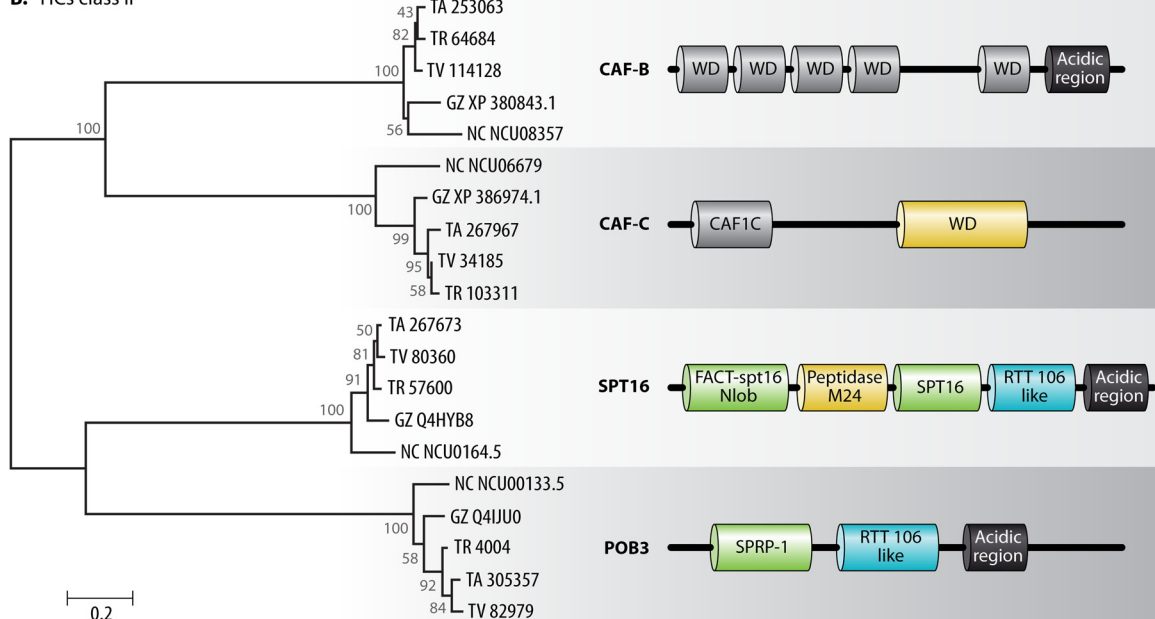 B. HCs class II
TA 253063
43
82
TR 64684
100
TV 114128
GZ XP 380843.1
56
NC NCU08357
100
CAF-B
WD
WD
WD
WD
WD
Acidic
region
NC NCU06679
100
GZ XP 386974.1
99
TA 267967
95
TV 34185
58
TR 103311
CAF-C
CAF1C
WD
TA 267673
50
81
TV 80360
91
TR 57600
100
GZ Q4HYB8
NC NCU0164.5
SPT16
FACT-spt16
Nlob
Peptidase
M24
SPT16
RTT 106
like
Acidic
region
NC NCU00133.5
100
GZ Q4IJU0
58
TR 4004
92
TA 305357
84
TV 82979
POB3
SPRP-1
RTT 106
like
Acidic
region
0.2